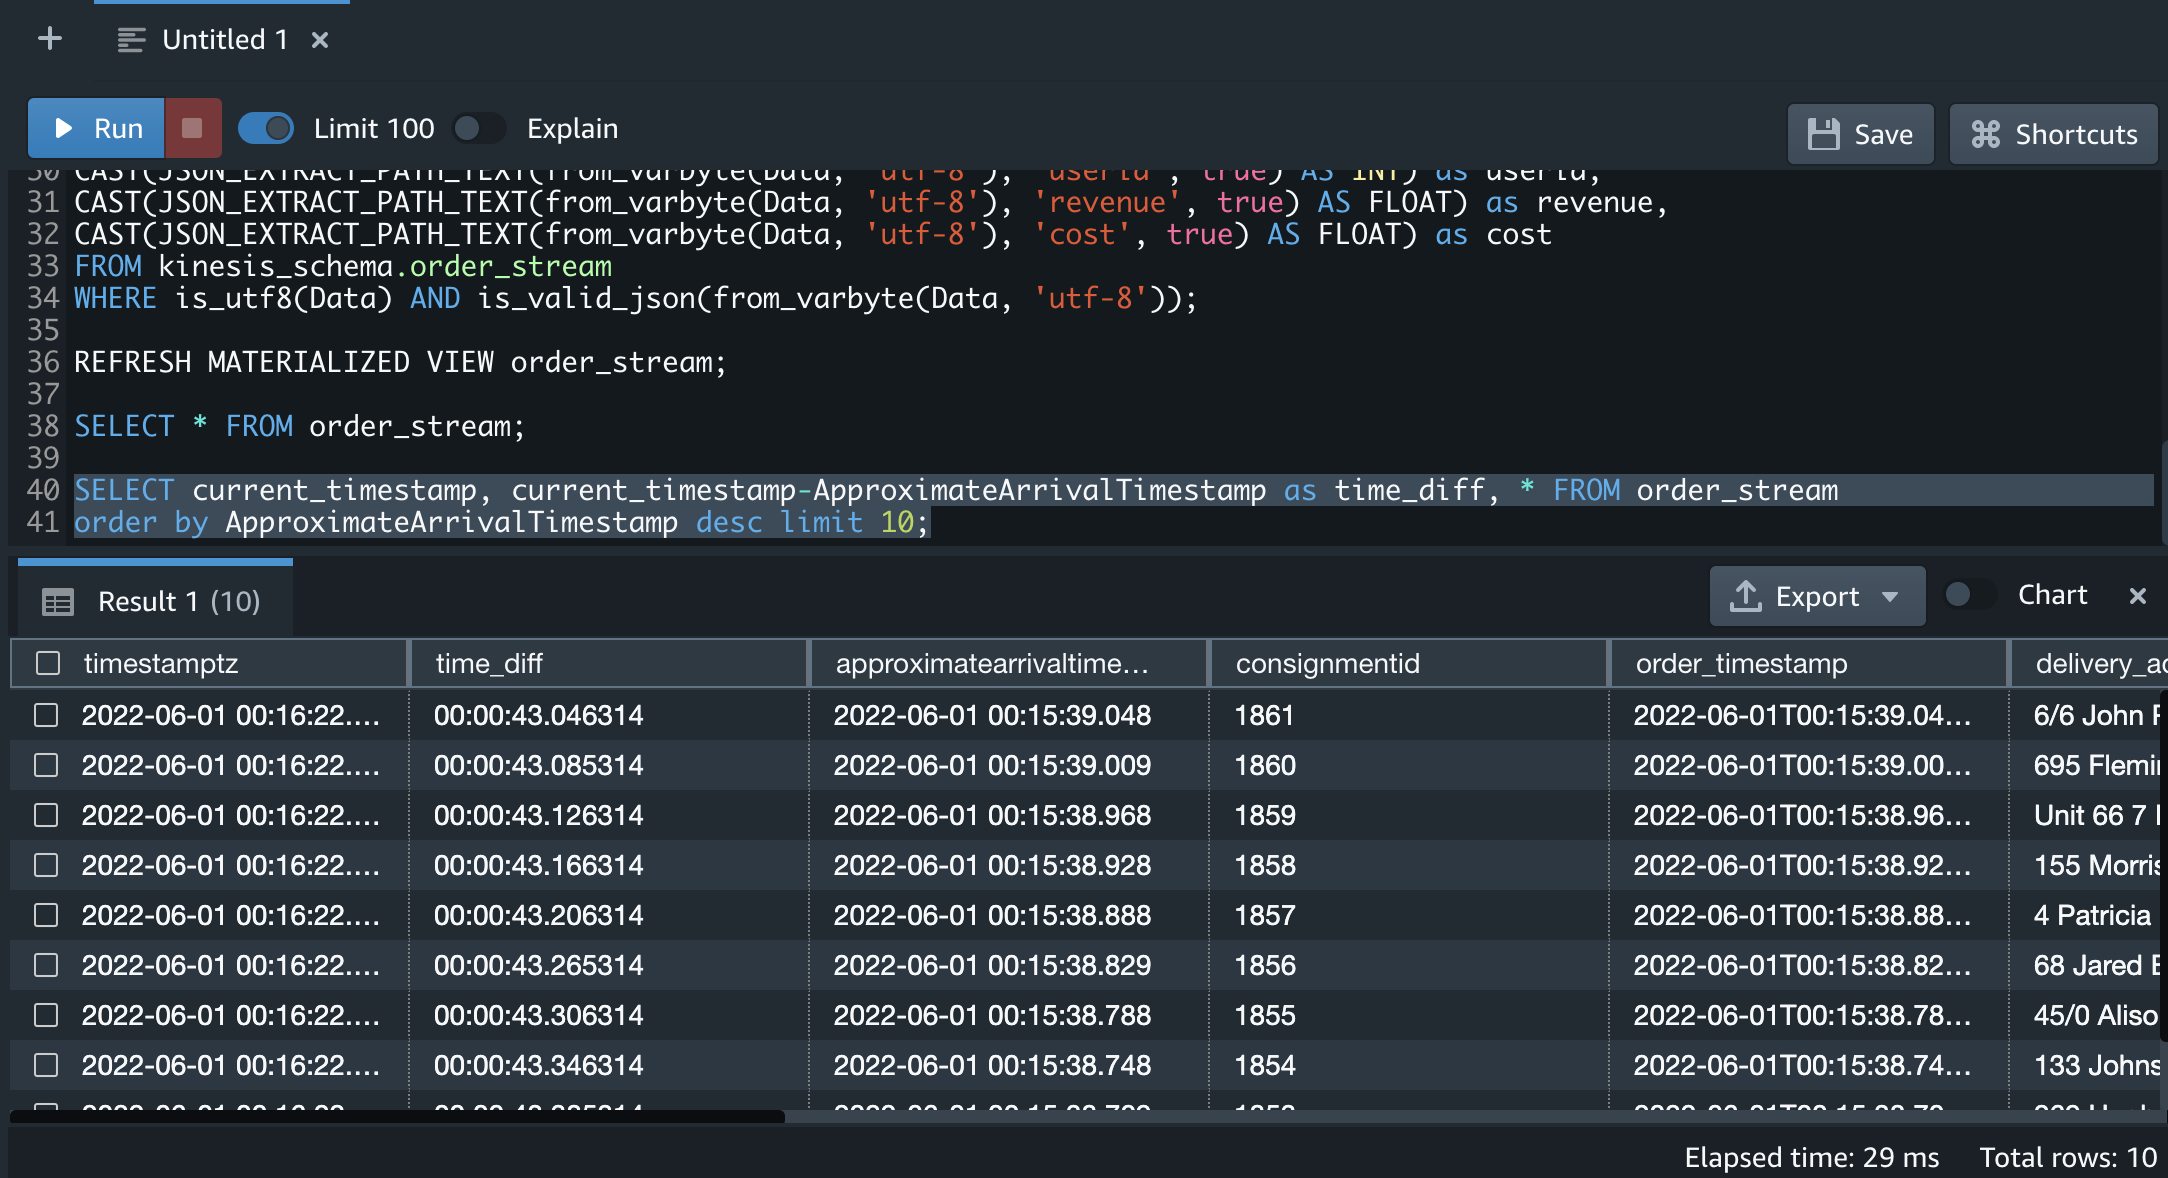 Untitled 1
Run Limit 100 Explain Save Shortcuts
30 CAST(JSON_EXTRACT_PATH_TEXT(from_varbyte(Data, 'utf-8'), 'userid', true) AS INT) as userid,
31 CAST(JSON_EXTRACT_PATH_TEXT(from_varbyte(Data, 'utf-8'), 'revenue', true) AS FLOAT) as revenue,
32 CAST(JSON_EXTRACT_PATH_TEXT(from_varbyte(Data, 'utf-8'), 'cost', true) AS FLOAT) as cost
33 FROM kinesis_schema.order_stream
34 WHERE is_utf8(Data) AND is_valid_json(from_varbyte(Data, 'utf-8'));
35
36 REFRESH MATERIALIZED VIEW order_stream;
37
38 SELECT * FROM order_stream;
39
40 SELECT current_timestamp, current_timestamp-ApproximateArrivalTimestamp as time_diff, * FROM order_stream
41 order by ApproximateArrivalTimestamp desc limit 10;
Result 1 (10) Export Chart
timestamptz time_diff approximatearrivaltime... consignmentid order_timestamp delivery_ac
2022-06-01 00:16:22.... 00:00:43.046314 2022-06-01 00:15:39.048 1861 2022-06-01T00:15:39.04... 6/6 John
2022-06-01 00:16:22.... 00:00:43.085314 2022-06-01 00:15:39.009 1860 2022-06-01T00:15:39.00... 695 Flemi
2022-06-01 00:16:22.... 00:00:43.126314 2022-06-01 00:15:38.968 1859 2022-06-01T00:15:38.96... Unit 66 7
2022-06-01 00:16:22.... 00:00:43.166314 2022-06-01 00:15:38.928 1858 2022-06-01T00:15:38.92... 155 Morris
2022-06-01 00:16:22.... 00:00:43.206314 2022-06-01 00:15:38.888 1857 2022-06-01T00:15:38.88... 4 Patricia
2022-06-01 00:16:22.... 00:00:43.265314 2022-06-01 00:15:38.829 1856 2022-06-01T00:15:38.82... 68 Jared
2022-06-01 00:16:22.... 00:00:43.306314 2022-06-01 00:15:38.788 1855 2022-06-01T00:15:38.78... 45/0 Aliso
2022-06-01 00:16:22.... 00:00:43.346314 2022-06-01 00:15:38.748 1854 2022-06-01T00:15:38.74... 133 Johns
Elapsed time: 29 ms Total rows: 10